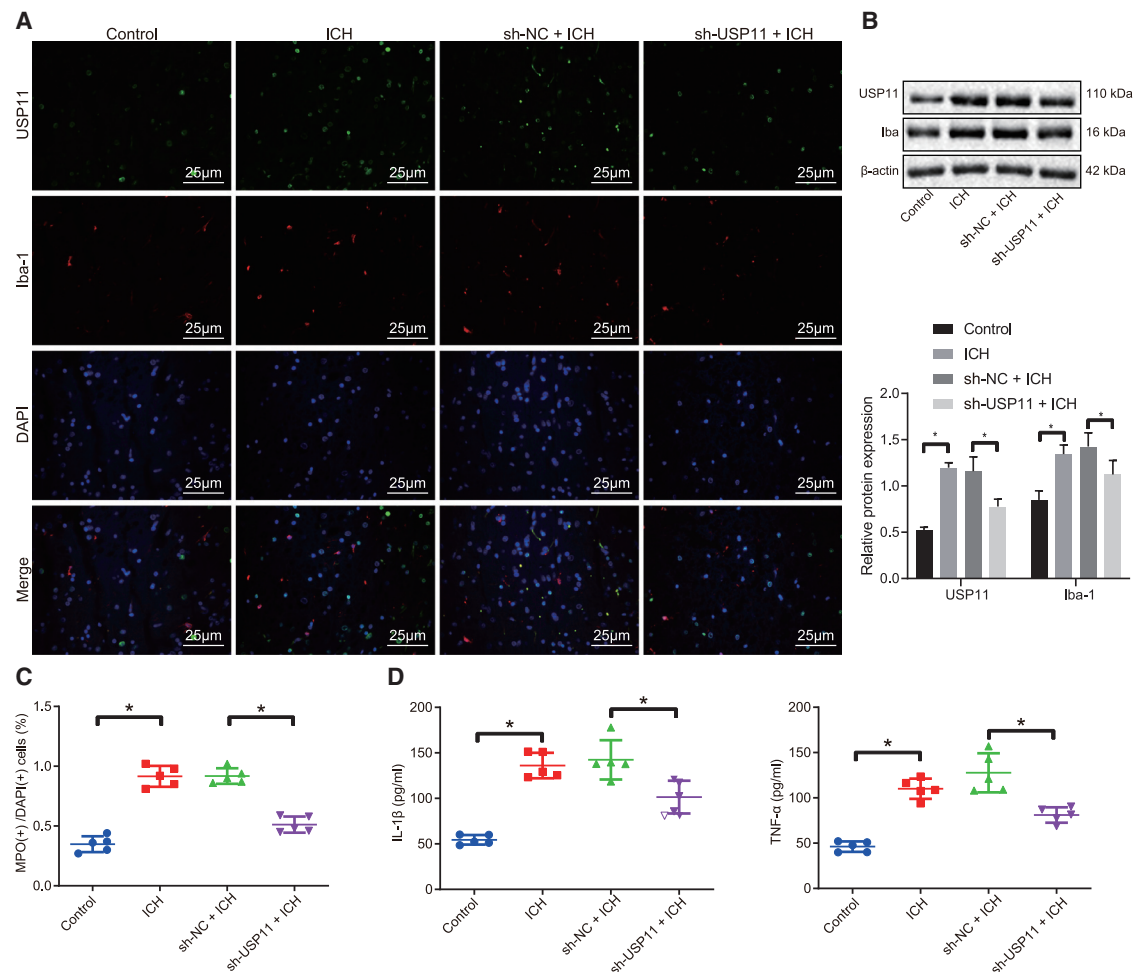 A
Control ICH sh-NC + ICH sh-USP11 + ICH
USP11
25μm 25μm 25μm 25μm
Iba-1
25μm 25μm 25μm 25μm
DAPI
25μm 25μm 25μm 25μm
Merge
25μm 25μm 25μm 25μm
B
USP11 110 kDa
Iba 16 kDa
β-actin 42 kDa
Control ICH sh-NC + ICH sh-USP11 + ICH
Control
ICH
sh-NC + ICH
sh-USP11 + ICH
Relative protein expression
2.0
1.5
1.0
0.5
0.0
* * * *
USP11 Iba-1
C
MPO(+) /DAPI(+) cells (%)
1.5
1.0
0.5
0.0
* *
Control ICH sh-NC + ICH sh-USP11 + ICH
D
IL-1β (pg/ml)
200
150
100
50
0
* *
Control ICH sh-NC + ICH sh-USP11 + ICH
TNF-α (pg/ml)
200
150
100
50
0
* *
Control ICH sh-NC + ICH sh-USP11 + ICH